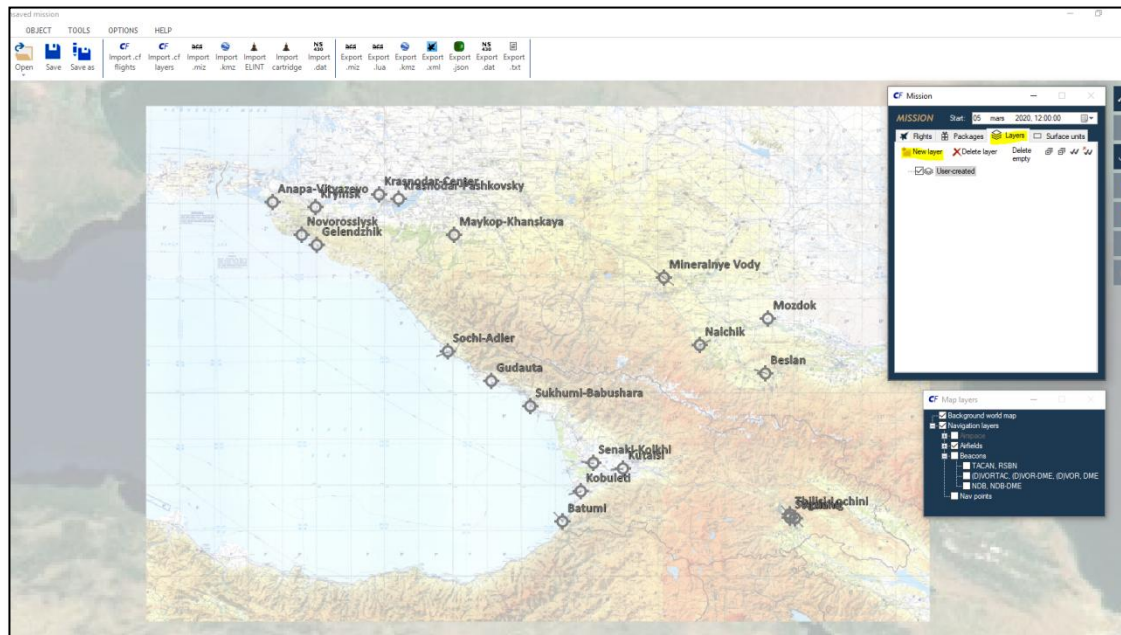 saved mission
OBJECT TOOLS OPTIONS HELP
Open Save Save as Import .cf flights Import .cf layers Import .miz Import .kmz Import ELINT Import cartridge Import .dat Export .miz Export .lua Export .kmz Export .xml Export .json Export .dat Export .txt
CF Mission
MISSION Start: 05 mars 2020, 12:00:00
Flights Packages Layers Surface units
New layer Delete layer Delete empty
User-created
Krasnodar-Center
Anapa-Vityazevo Krymsk Krasnodar-Pashkovsky
Novorossiysk Maykop-Khanskaya
Gelendzhik
Mineralnye Vody
Mozdok
Sochi-Adler Nalchik
Gudauta Beslan
Sukhumi-Babushara
CF Map layers
Background world map
Navigation layers
Airspace
Airfields
Beacons
TACAN, RSBN
(D)VORTAC, (D)VOR-DME, (D)VOR, DME
NDB, NDB-DME
Nav points
Senaki-Kolkhi
Kutaisi
Kobuleti
Tbilisi-Lochini
Batumi